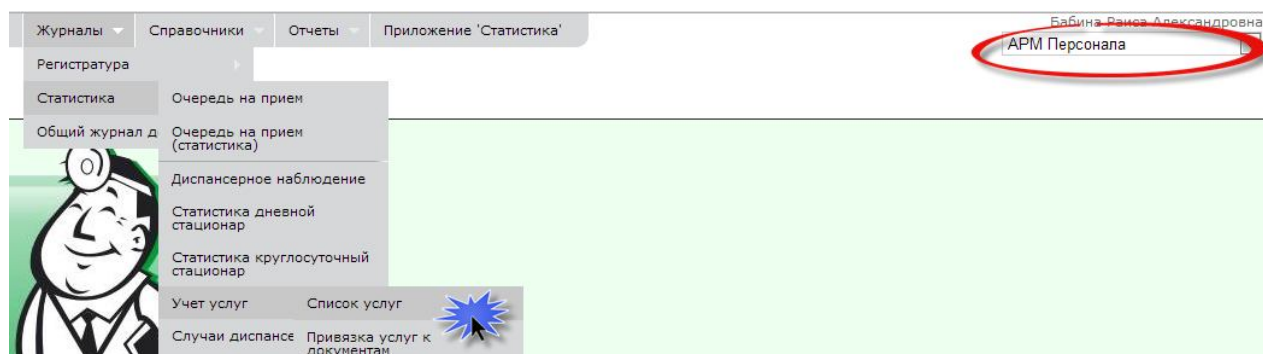 Журналы Справочники Отчеты Приложение 'Статистика'
Бабина Раиса Александровна
АРМ Персонала
Регистратура
Статистика
Общий журнал д
Очередь на прием
Очередь на прием
(статистика)
Диспансерное наблюдение
Статистика дневной
стационар
Статистика круглосуточный
стационар
Учет услуг
Случаи диспансе
Список услуг
Привязка услуг к
документам